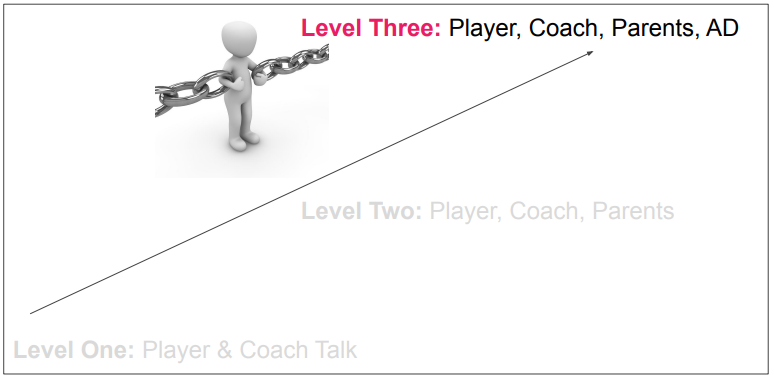 Level Three: Player, Coach, Parents, AD
Level Two: Player, Coach, Parents
Level One: Player & Coach Talk